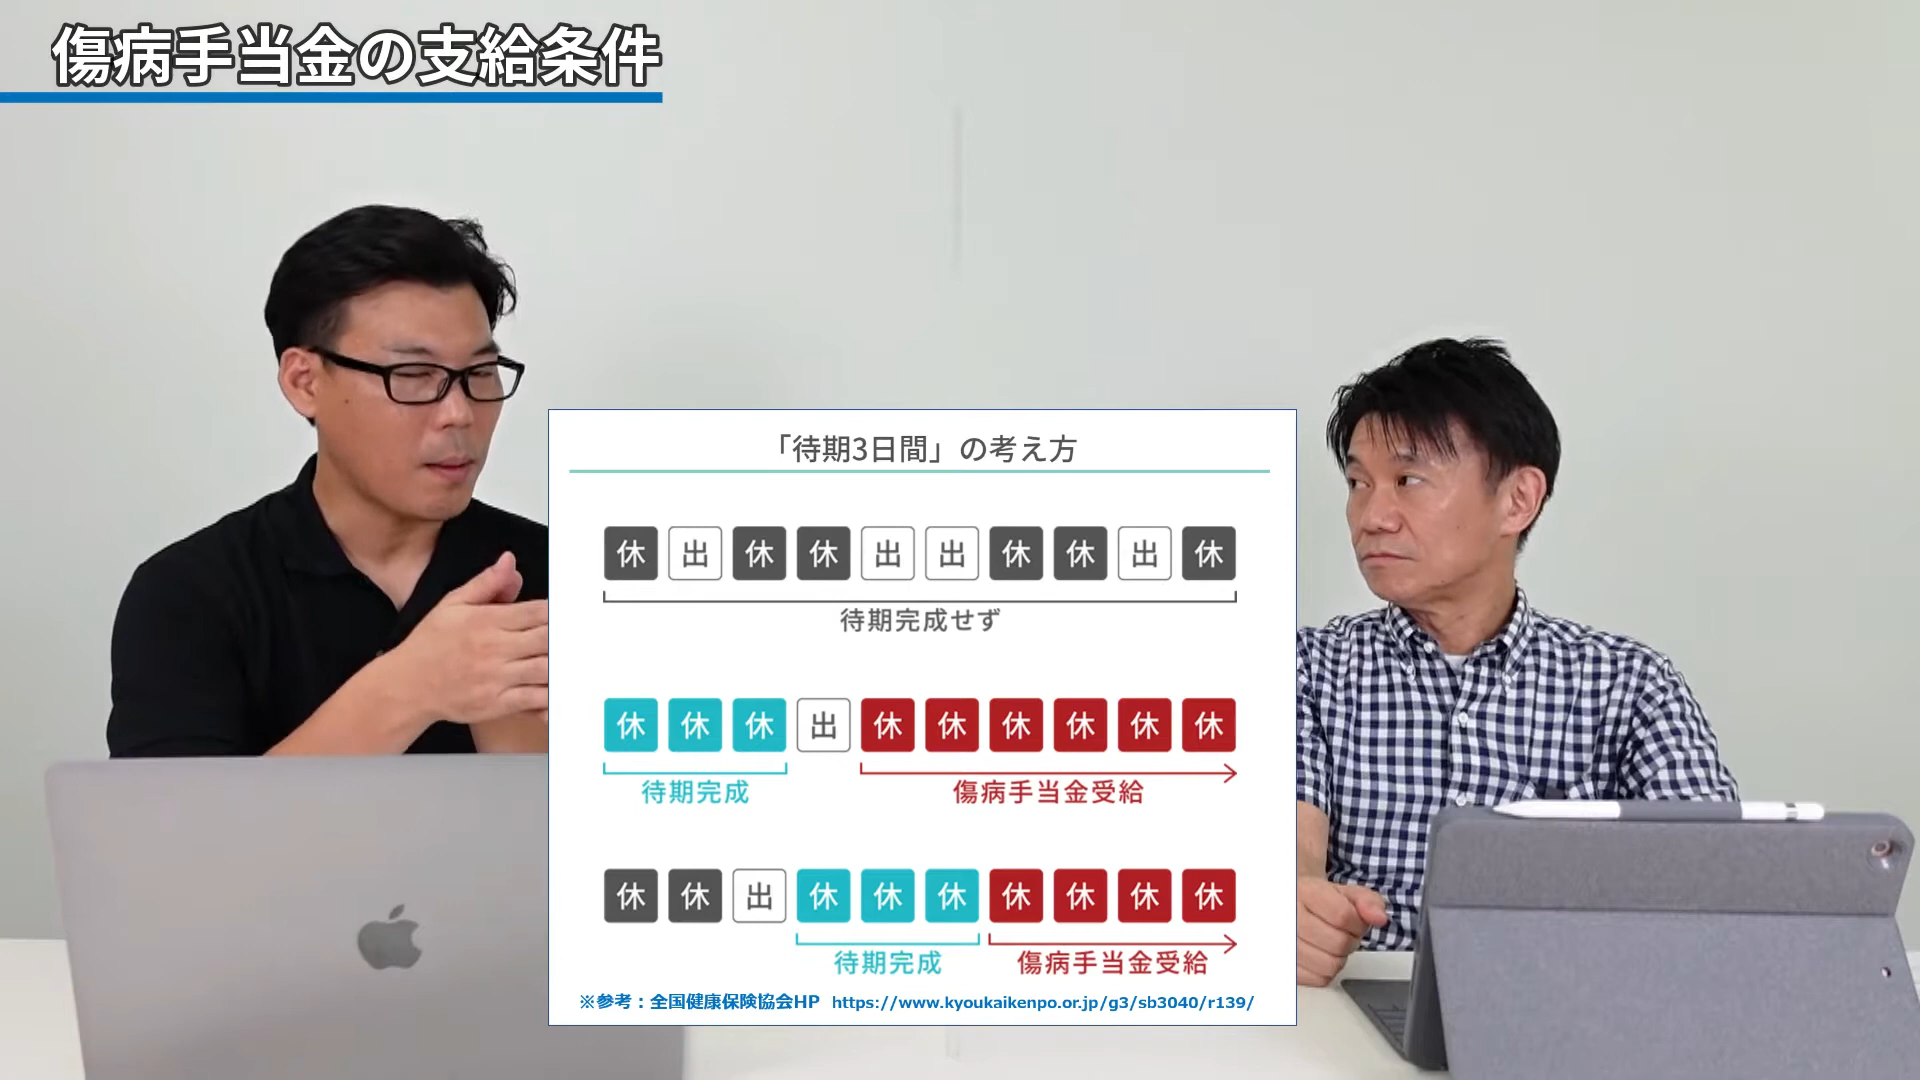 傷病手当金の支給条件
「待期3日間」の考え方
休 出 休 休 出 出 休 休 出 休
待期完成せず
休 休 休 出 休 休 休 休 休 休
待期完成 傷病手当金受給
休 休 出 休 休 休 休 休 休 休
待期完成 傷病手当金受給
※参考：全国健康保険協会HP https://www.kyoukaikenpo.or.jp/g3/sb3040/r139/